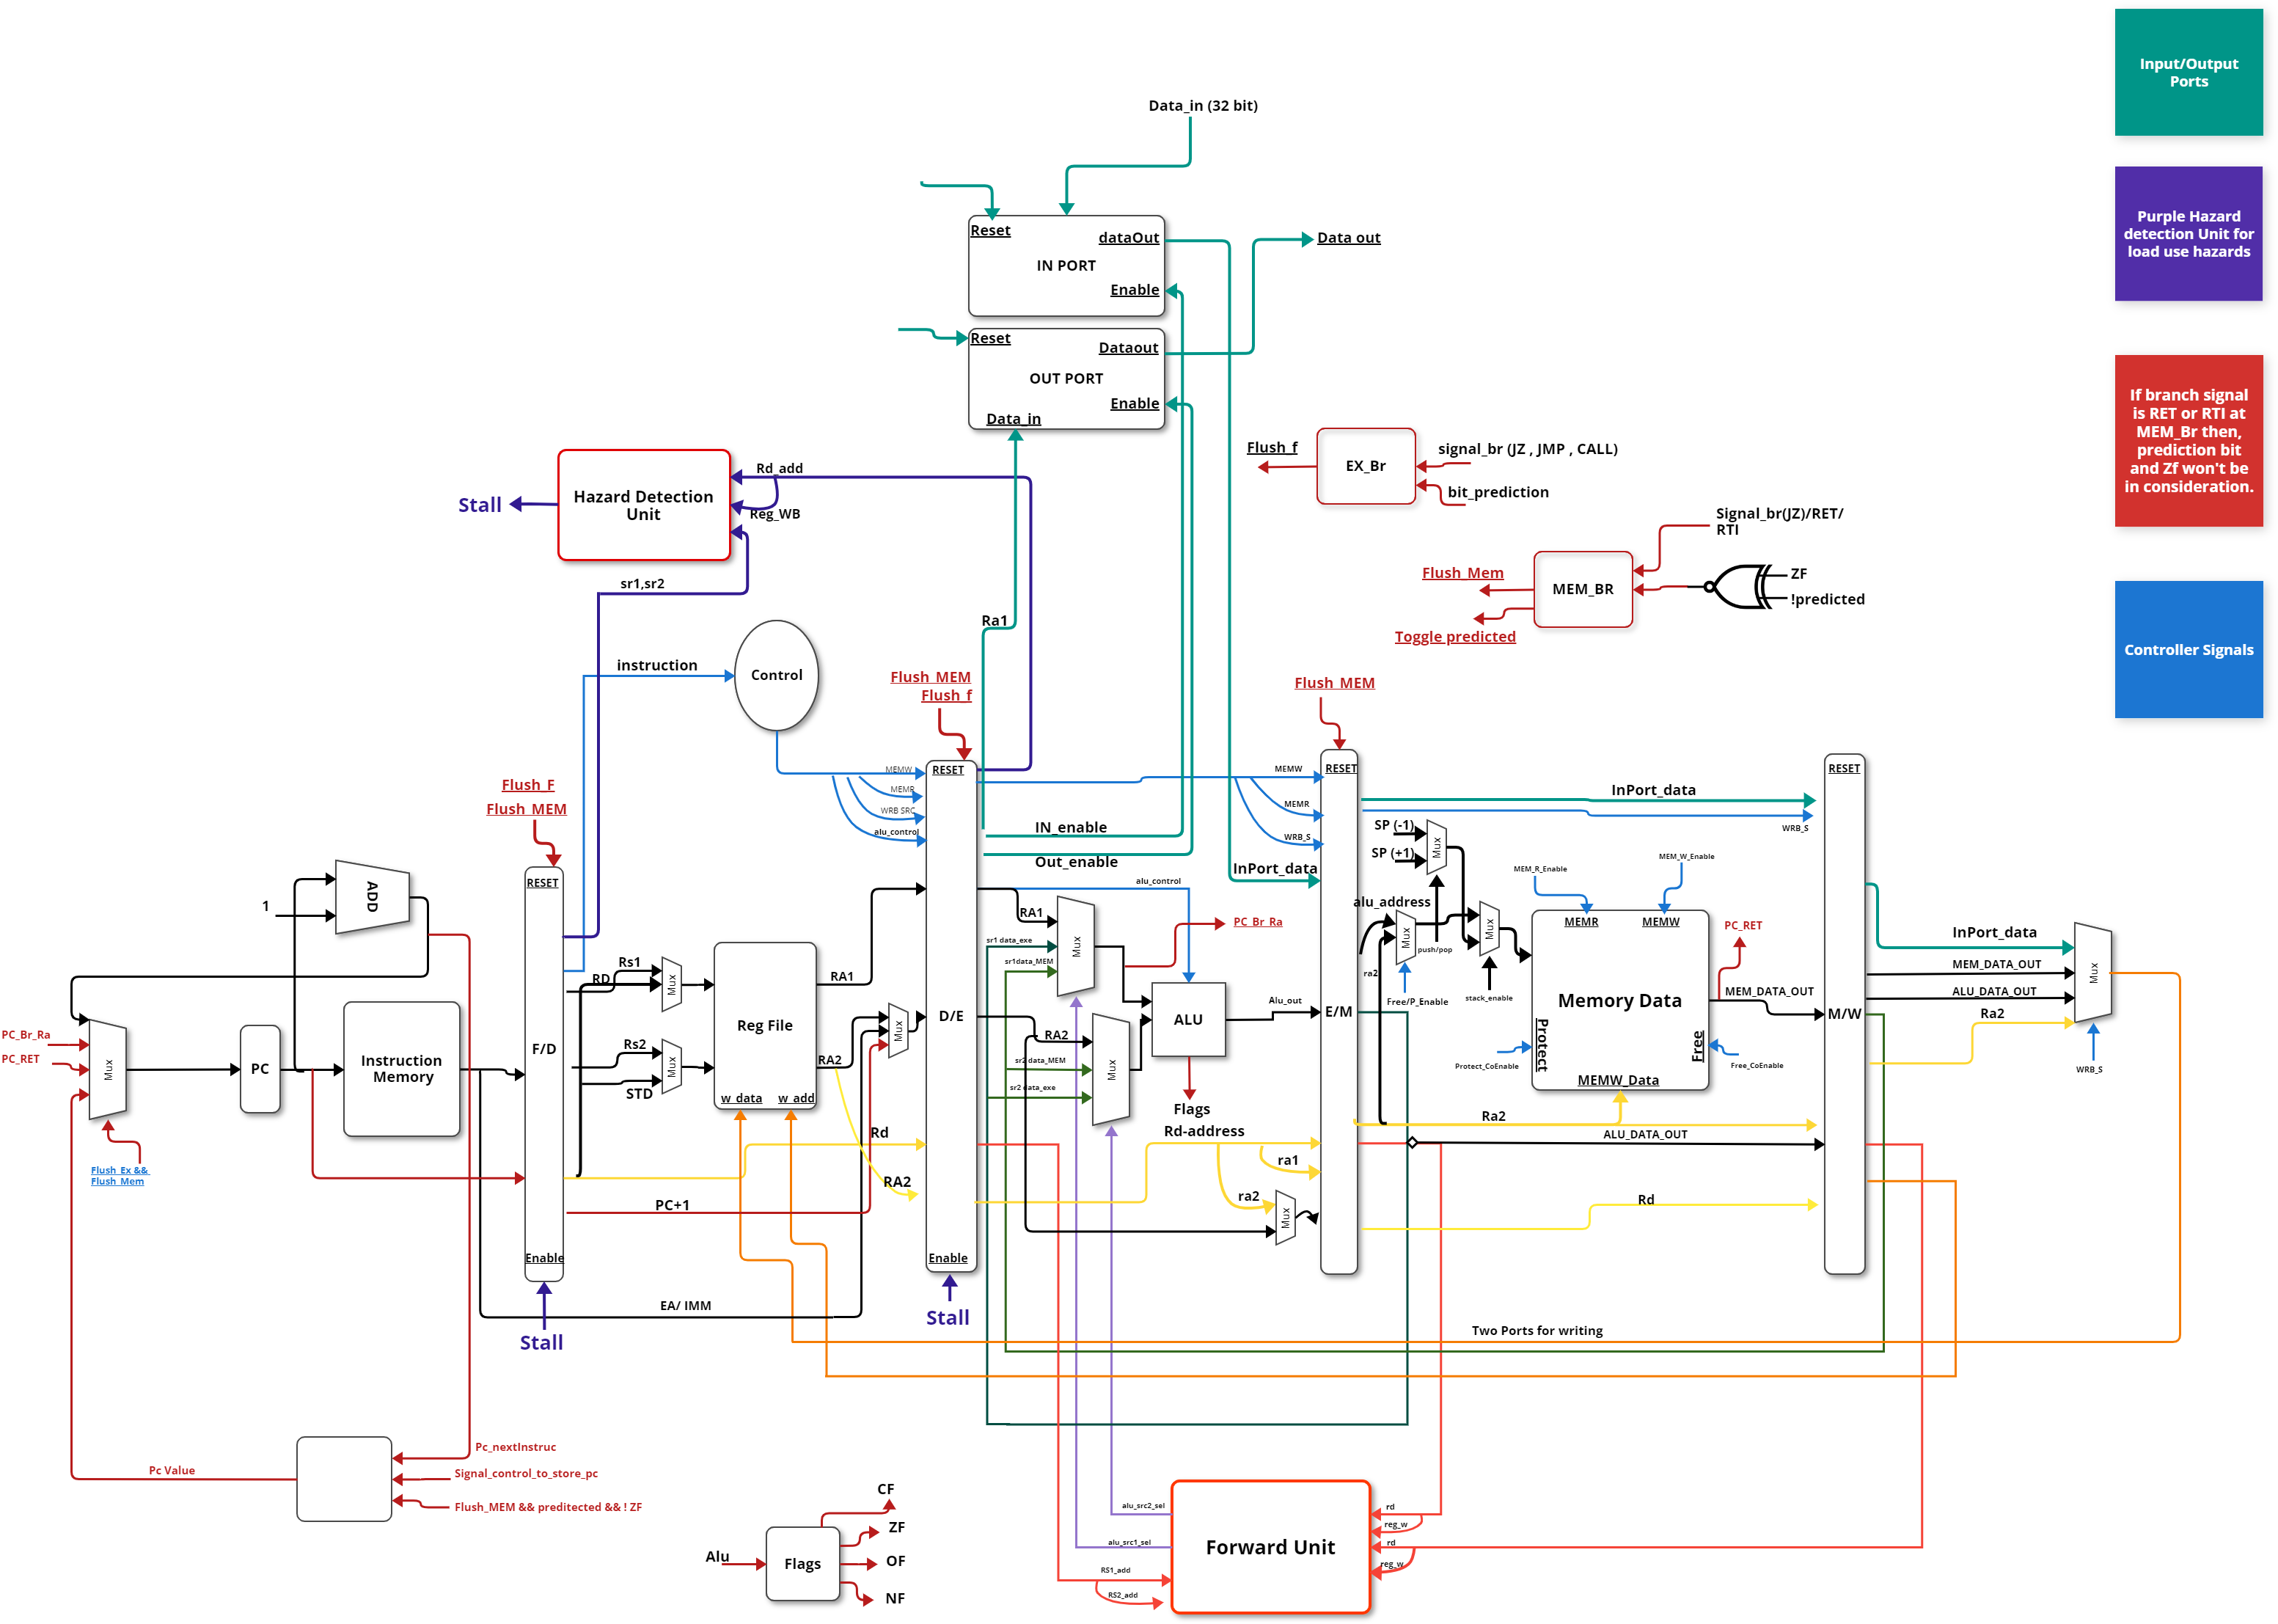 Input/Output
Ports
Purple Hazard
detection Unit for
load use hazards
If branch signal
is RET or RTI at
MEM_Br then,
prediction bit
and Zf won't be
in consideration.
Controller Signals
Data_in (32 bit)
Reset
dataOut
IN PORT
Enable
Data out
Reset
Dataout
OUT PORT
Enable
Data_in
Hazard Detection
Unit
Stall
Rd_add
Reg_WB
sr1,sr2
Flush_f
EX_Br
signal_br (JZ , JMP , CALL)
bit_prediction
Signal_br(JZ)/RET/
RTI
Flush_Mem
MEM_BR
ZF
!predicted
Toggle predicted
Ra1
instruction
Control
Flush_MEM
Flush_f
Flush_MEM
Flush_F
Flush_MEM
MEMW
MEMR
WRB SRC
alu_control
RESET
IN_enable
Out_enable
MEMW
MEMR
WRB_S
InPort_data
RESET
InPort_data
WRB_S
RESET
SP (-1)
SP (+1)
Mux
alu_address
Mux
Mux
push/pop
ra2
Free/P_Enable
stack_enable
MEM_R_Enable
MEM_W_Enable
MEMR
MEMW
Memory Data
Protect
Free
MEMW_Data
Protect_CoEnable
Free_CoEnable
PC_RET
MEM_DATA_OUT
InPort_data
MEM_DATA_OUT
ALU_DATA_OUT
Ra2
Mux
WRB_S
M/W
ADD
1
RESET
PC_Br_Ra
PC_RET
Mux
Flush_Ex &&
Flush_Mem
PC
Instruction
Memory
F/D
Enable
Stall
Rs1
RD
Mux
Rs2
STD
Mux
Reg File
w_data
w_add
RA1
RA2
Mux
D/E
Enable
Stall
Rd
RA2
PC+1
EA/ IMM
alu_control
RA1
sr1 data_exe
sr1data_MEM
Mux
PC_Br_Ra
RA2
sr2 data_MEM
sr2 data_exe
Mux
ALU
Alu_out
Flags
Rd-address
ra1
ra2
Mux
E/M
Ra2
ALU_DATA_OUT
Rd
Two Ports for writing
Pc Value
Pc_nextInstruc
Signal_control_to_store_pc
Flush_MEM && preditected && ! ZF
Alu
Flags
CF
ZF
OF
NF
Forward Unit
alu_src2_sel
alu_src1_sel
RS1_add
RS2_add
rd
reg_w
rd
reg_w